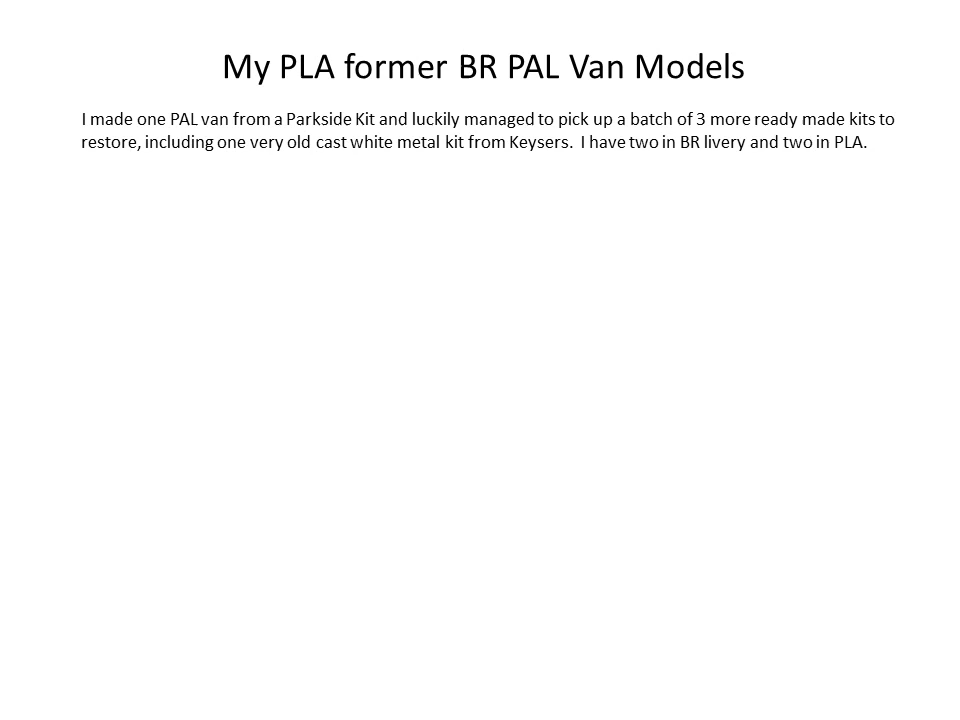 My PLA former BR PAL Van Models
I made one PAL van from a Parkside Kit and luckily managed to pick up a batch of 3 more ready made kits to
restore, including one very old cast white metal kit from Keysers.  I have two in BR livery and two in PLA.